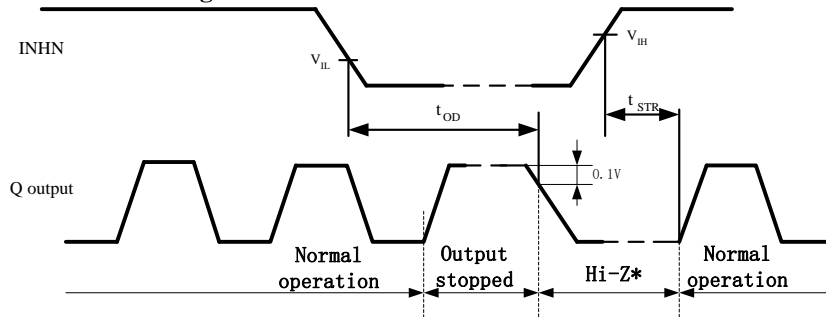 INHN
V_IL
V_IH
t_OD
t_STR
Q output
0.1V
Normal operation
Output stopped
Hi-Z*
Normal operation